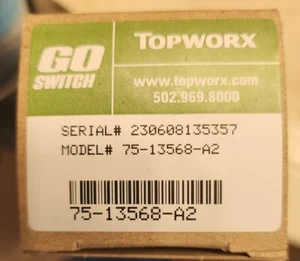 GO
SWITCH
TOPWORX
www.topworx.com
502.969.8000
SERIAL# 230608135357
MODEL# 75-13568-A2
75-13568-A2